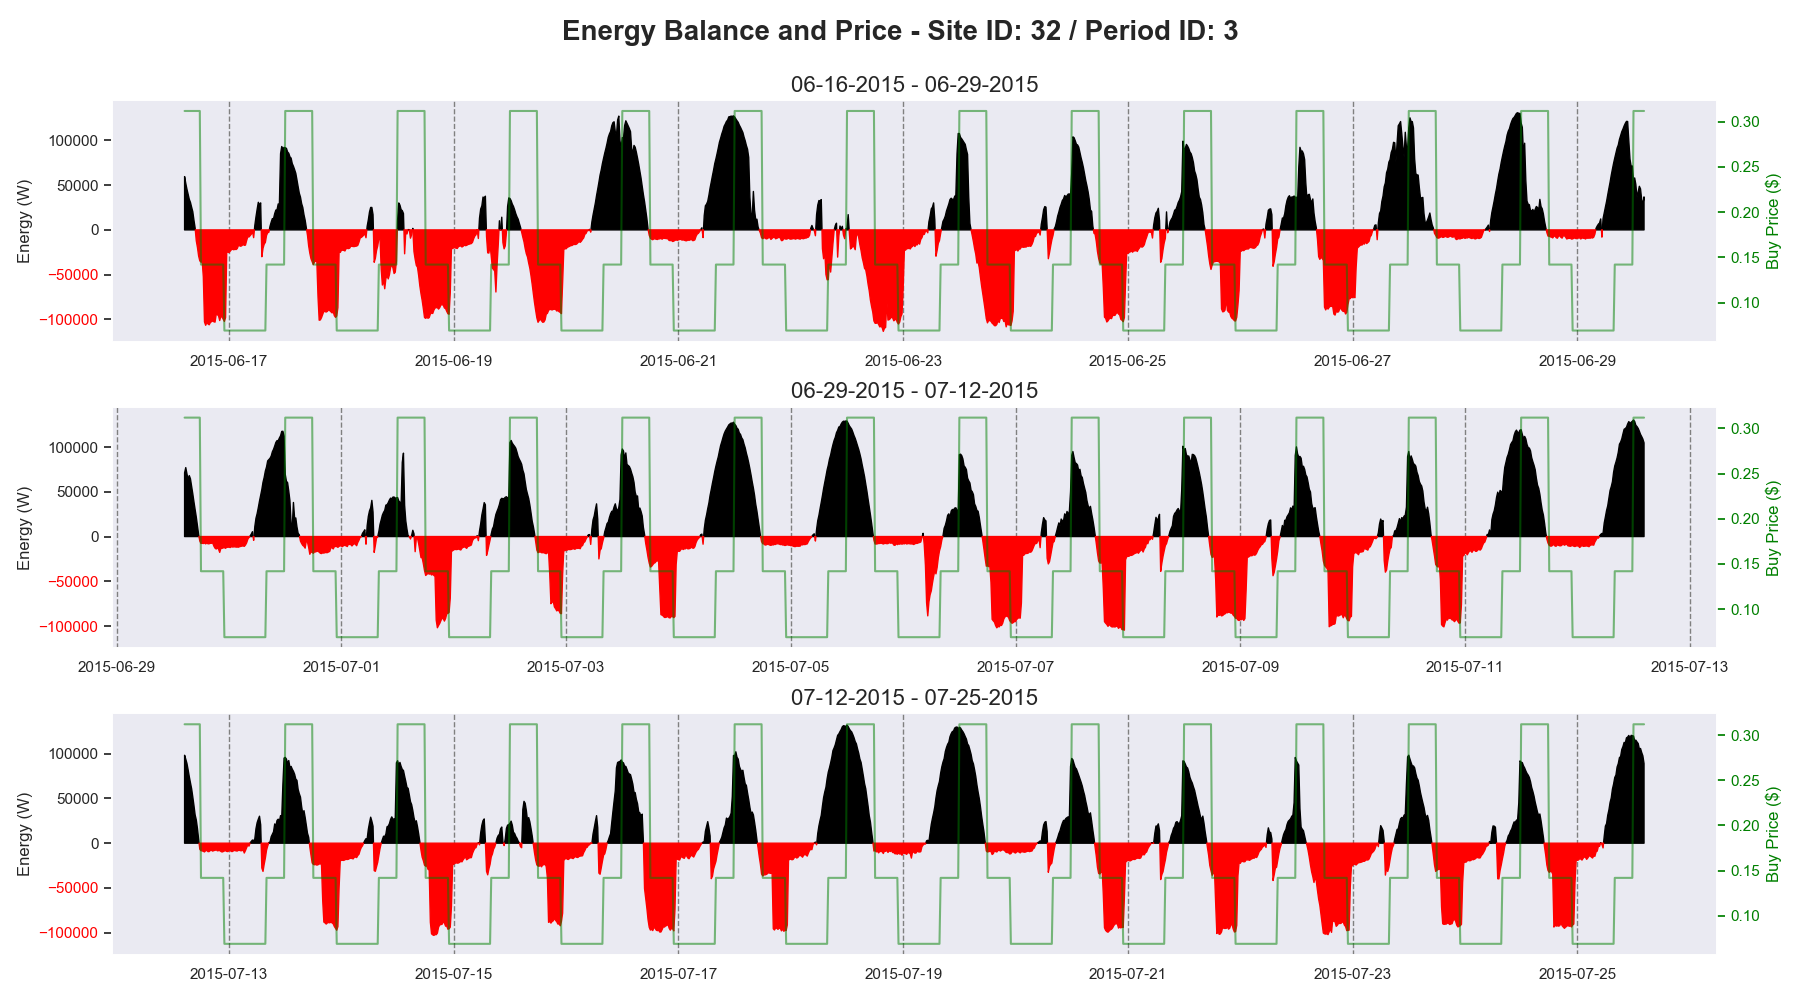 Energy Balance and Price - Site ID: 32 / Period ID: 3
06-16-2015 - 06-29-2015
Energy (W)
100000
50000
0
−50000
−100000
0.30
0.25
0.20
0.15
0.10
Buy Price ($)
2015-06-17 2015-06-19 2015-06-21 2015-06-23 2015-06-25 2015-06-27 2015-06-29
06-29-2015 - 07-12-2015
Energy (W)
100000
50000
0
−50000
−100000
0.30
0.25
0.20
0.15
0.10
Buy Price ($)
2015-06-29 2015-07-01 2015-07-03 2015-07-05 2015-07-07 2015-07-09 2015-07-11 2015-07-13
07-12-2015 - 07-25-2015
Energy (W)
100000
50000
0
−50000
−100000
0.30
0.25
0.20
0.15
0.10
Buy Price ($)
2015-07-13 2015-07-15 2015-07-17 2015-07-19 2015-07-21 2015-07-23 2015-07-25